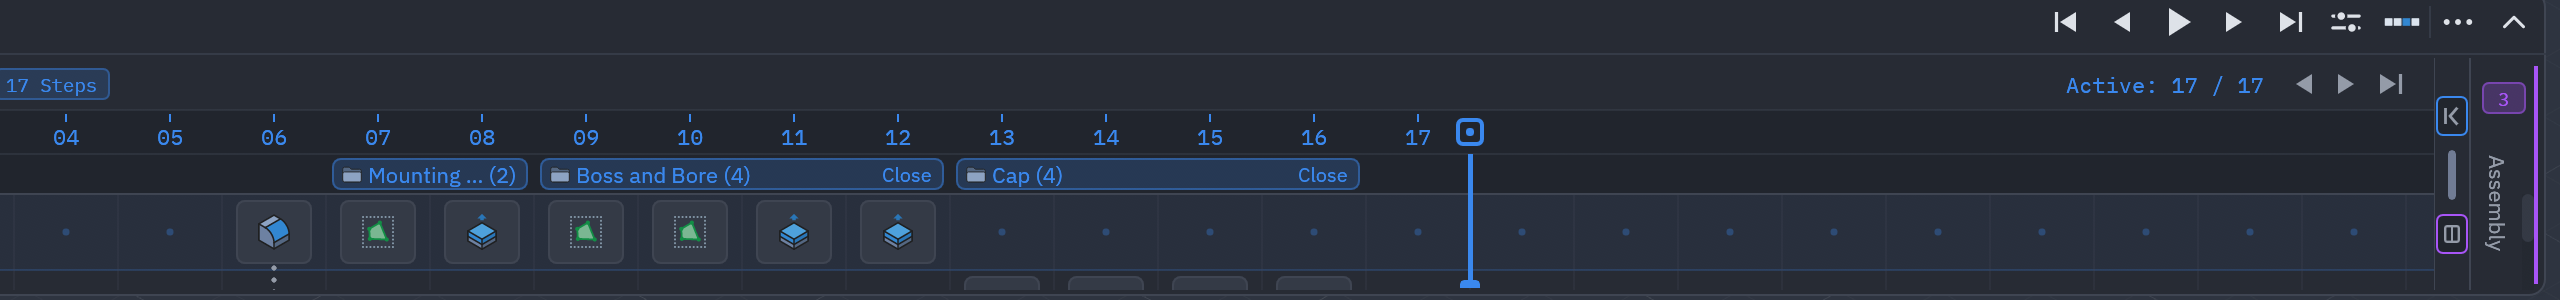 17 Steps
Active: 17 / 17
3
04 05 06 07 08 09 10 11 12 13 14 15 16 17
Mounting ... (2) Boss and Bore (4) Close Cap (4) Close
Assembly